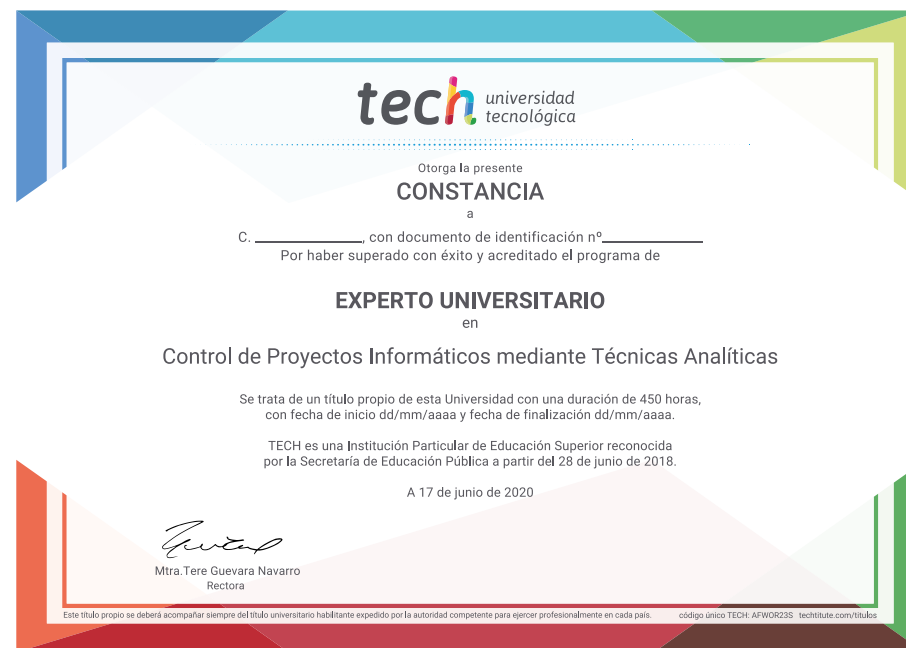 tech universidad
tecnológica
Otorga la presente
CONSTANCIA
a
C. ____________, con documento de identificación nº____________
Por haber superado con éxito y acreditado el programa de
EXPERTO UNIVERSITARIO
en
Control de Proyectos Informáticos mediante Técnicas Analíticas
Se trata de un título propio de esta Universidad con una duración de 450 horas,
con fecha de inicio dd/mm/aaaa y fecha de finalización dd/mm/aaaa.
TECH es una Institución Particular de Educación Superior reconocida
por la Secretaría de Educación Pública a partir del 28 de junio de 2018.
A 17 de junio de 2020
Mtra.Tere Guevara Navarro
Rectora
Este título propio se deberá acompañar siempre del título universitario habilitante expedido por la autoridad competente para ejercer profesionalmente en cada país. código único TECH: AFWOR23S techtitute.com/titulos